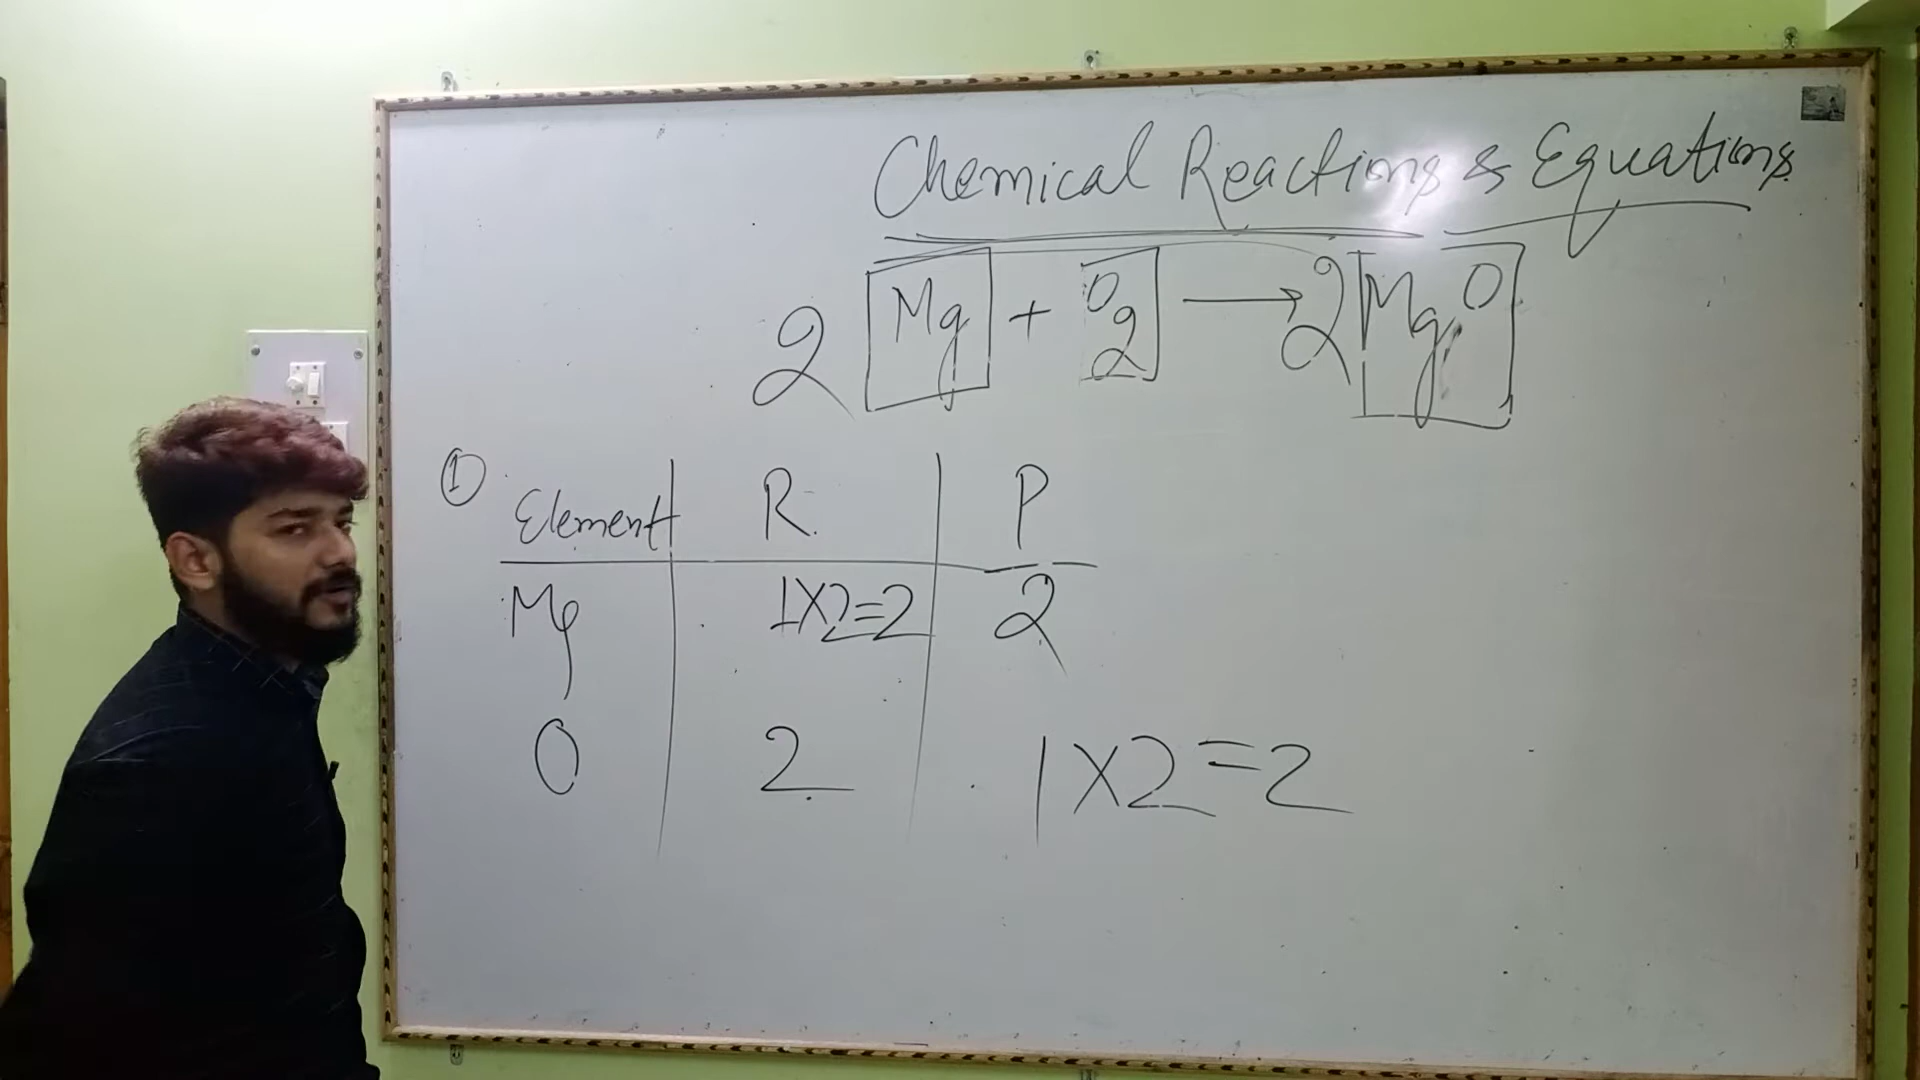 Chemical Reactions & Equations
2 Mg + O2 → 2 MgO
① Element R P
Mg 1X2=2 2
O 2 1X2=2